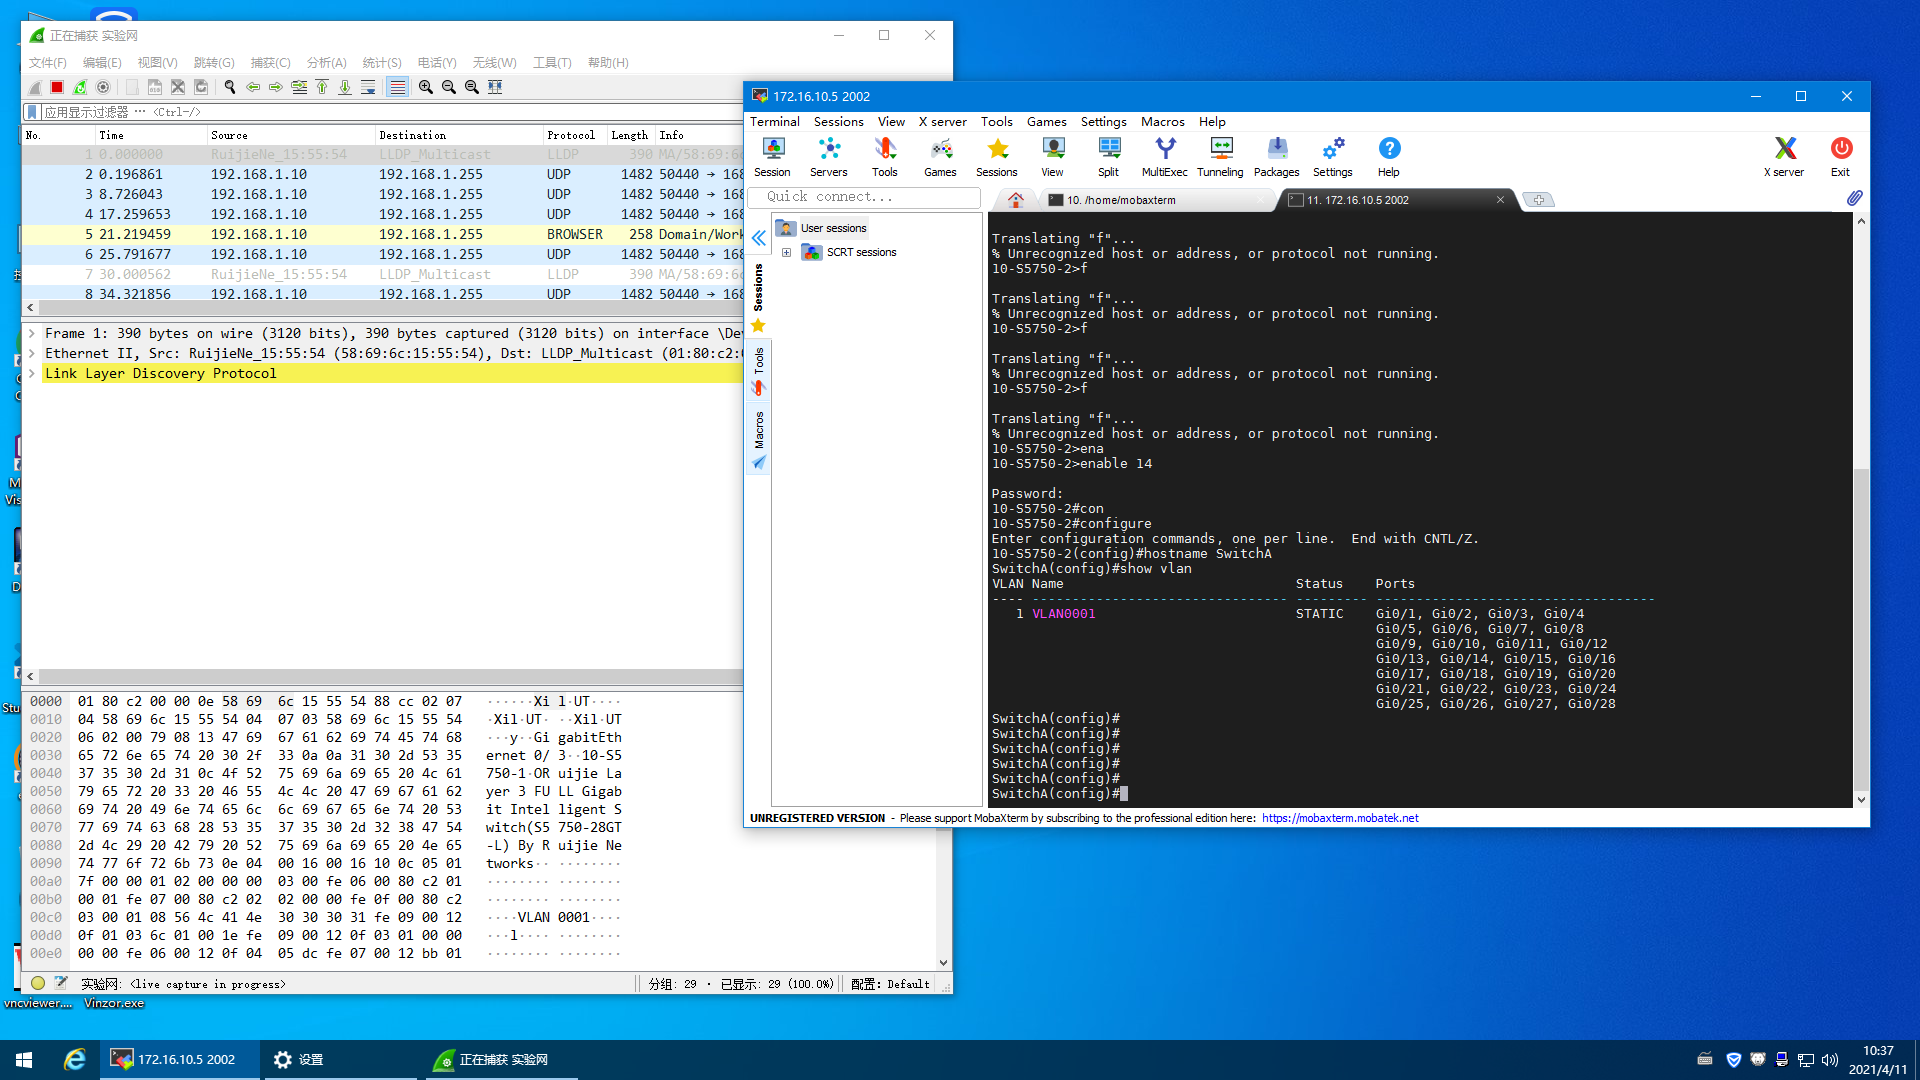 正在捕获 实验网
文件(F) 编辑(E) 视图(V) 跳转(G) 捕获(C) 分析(A) 统计(S) 电话(Y) 无线(W) 工具(T) 帮助(H)
应用显示过滤器 … <Ctrl-/>
No. Time Source Destination Protocol Length Info
1 0.000000 RuijieNe_15:55:54 LLDP_Multicast LLDP 390 MA/58:69:6c
2 0.196861 192.168.1.10 192.168.1.255 UDP 1482 50440 → 168
3 8.726043 192.168.1.10 192.168.1.255 UDP 1482 50440 → 168
4 17.259653 192.168.1.10 192.168.1.255 UDP 1482 50440 → 168
5 21.219459 192.168.1.10 192.168.1.255 BROWSER 258 Domain/Work
6 25.791677 192.168.1.10 192.168.1.255 UDP 1482 50440 → 168
7 30.000562 RuijieNe_15:55:54 LLDP_Multicast LLDP 390 MA/58:69:6c
8 34.321856 192.168.1.10 192.168.1.255 UDP 1482 50440 → 168
Frame 1: 390 bytes on wire (3120 bits), 390 bytes captured (3120 bits) on interface \De
Ethernet II, Src: RuijieNe_15:55:54 (58:69:6c:15:55:54), Dst: LLDP_Multicast (01:80:c2:
Link Layer Discovery Protocol
0000 01 80 c2 00 00 0e 58 69 6c 15 55 54 88 cc 02 07 ······Xi l·UT····
0010 04 58 69 6c 15 55 54 04 07 03 58 69 6c 15 55 54 ·Xil·UT· ··Xil·UT
0020 06 02 00 79 08 13 47 69 67 61 62 69 74 45 74 68 ···y··Gi gabitEth
0030 65 72 6e 65 74 20 30 2f 33 0a 0a 31 30 2d 53 35 ernet 0/ 3··10-S5
0040 37 35 30 2d 31 0c 4f 52 75 69 6a 69 65 20 4c 61 750-1·OR uijie La
0050 79 65 72 20 33 20 46 55 4c 4c 20 47 69 67 61 62 yer 3 FU LL Gigab
0060 69 74 20 49 6e 74 65 6c 6c 69 67 65 6e 74 20 53 it Intel ligent S
0070 77 69 74 63 68 28 53 35 37 35 30 2d 32 38 47 54 witch(S5 750-28GT
0080 2d 4c 29 20 42 79 20 52 75 69 6a 69 65 20 4e 65 -L) By R uijie Ne
0090 74 77 6f 72 6b 73 0e 04 00 16 00 16 10 0c 05 01 tworks·· ········
00a0 7f 00 00 01 02 00 00 00 03 00 fe 06 00 80 c2 01 ········ ········
00b0 00 01 fe 07 00 80 c2 02 02 00 00 fe 0f 00 80 c2 ········ ········
00c0 03 00 01 08 56 4c 41 4e 30 30 30 31 fe 09 00 12 ····VLAN 0001····
00d0 0f 01 03 6c 01 00 1e fe 09 00 12 0f 03 01 00 00 ···l···· ········
00e0 00 00 fe 06 00 12 0f 04 05 dc fe 07 00 12 bb 01 ········ ········
实验网: <live capture in progress> 分组: 29 · 已显示: 29 (100.0%) 配置: Default
172.16.10.5 2002
Terminal Sessions View X server Tools Games Settings Macros Help
Session Servers Tools Games Sessions View Split MultiExec Tunneling Packages Settings Help X server Exit
Quick connect...
10. /home/mobaxterm
11. 172.16.10.5 2002
User sessions
SCRT sessions
Sessions
Tools
Macros
Translating "f"...
% Unrecognized host or address, or protocol not running.
10-S5750-2>f
Translating "f"...
% Unrecognized host or address, or protocol not running.
10-S5750-2>f
Translating "f"...
% Unrecognized host or address, or protocol not running.
10-S5750-2>f
Translating "f"...
% Unrecognized host or address, or protocol not running.
10-S5750-2>ena
10-S5750-2>enable 14
Password:
10-S5750-2#con
10-S5750-2#configure
Enter configuration commands, one per line.  End with CNTL/Z.
10-S5750-2(config)#hostname SwitchA
SwitchA(config)#show vlan
VLAN Name Status Ports
---- -------------------------------- --------- -----------------------------------
1 VLAN0001 STATIC Gi0/1, Gi0/2, Gi0/3, Gi0/4
Gi0/5, Gi0/6, Gi0/7, Gi0/8
Gi0/9, Gi0/10, Gi0/11, Gi0/12
Gi0/13, Gi0/14, Gi0/15, Gi0/16
Gi0/17, Gi0/18, Gi0/19, Gi0/20
Gi0/21, Gi0/22, Gi0/23, Gi0/24
Gi0/25, Gi0/26, Gi0/27, Gi0/28
SwitchA(config)#
SwitchA(config)#
SwitchA(config)#
SwitchA(config)#
SwitchA(config)#
SwitchA(config)#
UNREGISTERED VERSION - Please support MobaXterm by subscribing to the professional edition here: https://mobaxterm.mobatek.net
vncviewer.... Vinzor.exe
172.16.10.5 2002
设置
正在捕获 实验网
10:37
2021/4/11